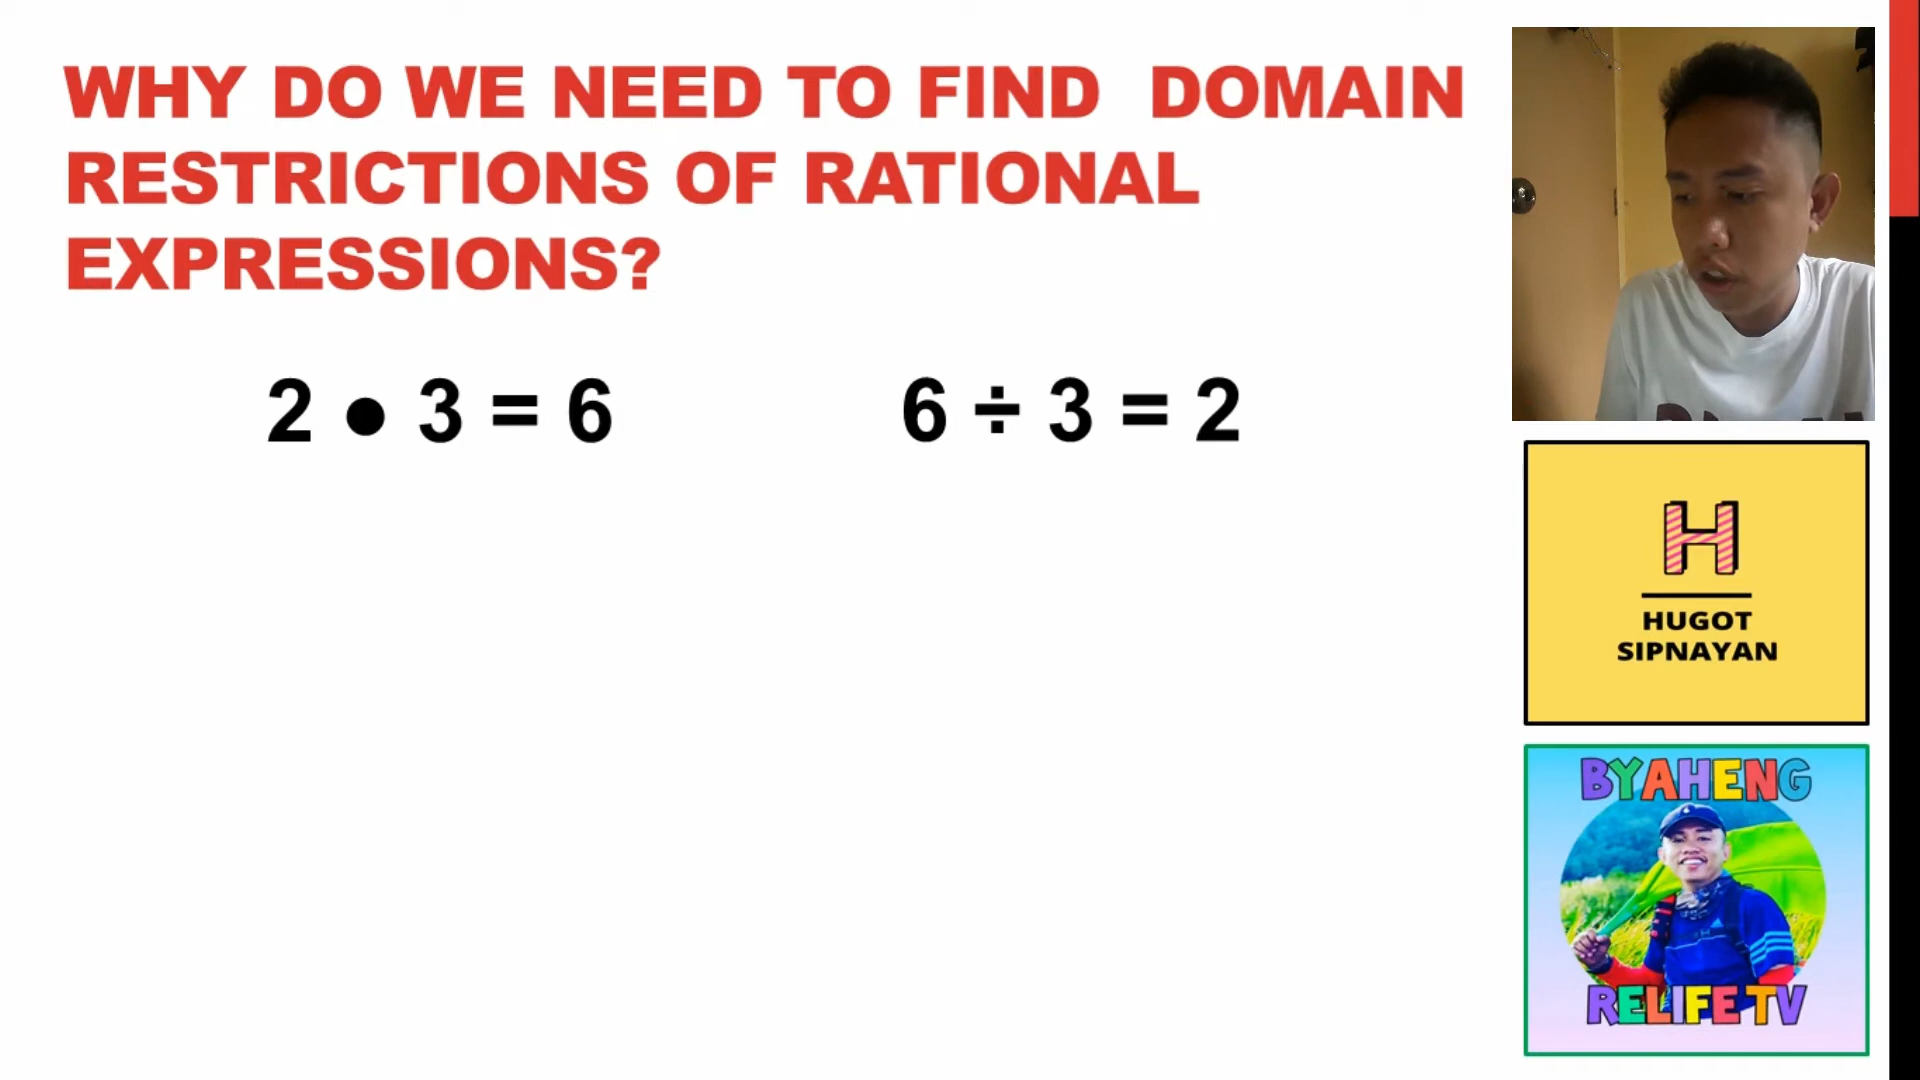 WHY DO WE NEED TO FIND DOMAIN
RESTRICTIONS OF RATIONAL
EXPRESSIONS?
2 • 3 = 6
6 ÷ 3 = 2
H
HUGOT
SIPNAYAN
BYAHENG
RELIFE TV